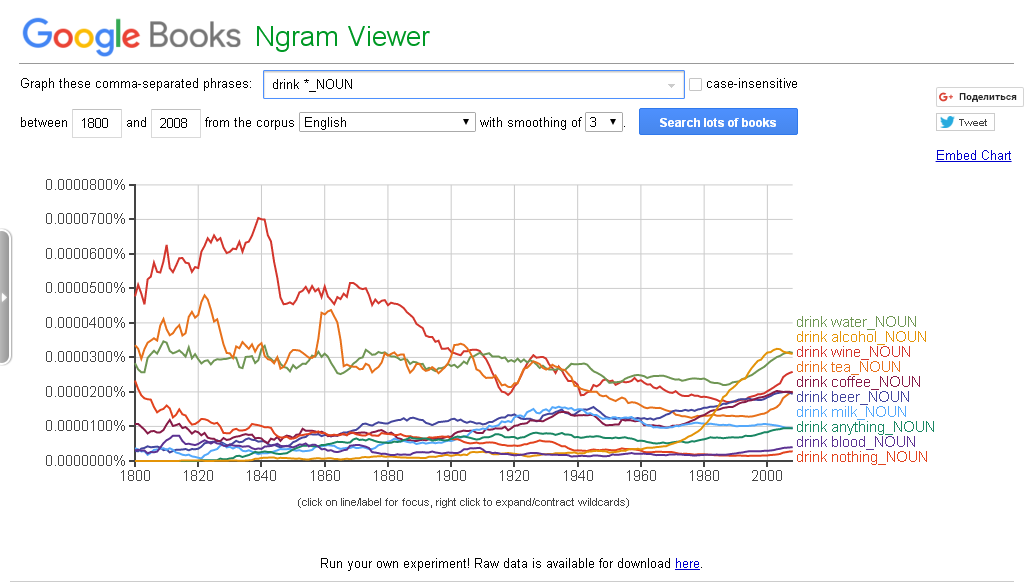 Google Books Ngram Viewer
Graph these comma-separated phrases: drink *_NOUN case-insensitive
between 1800 and 2008 from the corpus English with smoothing of 3 . Search lots of books
G+ Поделиться
Tweet
Embed Chart
0.0000800%
0.0000700%
0.0000600%
0.0000500%
0.0000400%
0.0000300%
0.0000200%
0.0000100%
0.0000000%
drink water_NOUN
drink alcohol_NOUN
drink wine_NOUN
drink tea_NOUN
drink coffee_NOUN
drink beer_NOUN
drink milk_NOUN
drink anything_NOUN
drink blood_NOUN
drink nothing_NOUN
1800 1820 1840 1860 1880 1900 1920 1940 1960 1980 2000
(click on line/label for focus, right click to expand/contract wildcards)
Run your own experiment! Raw data is available for download here.